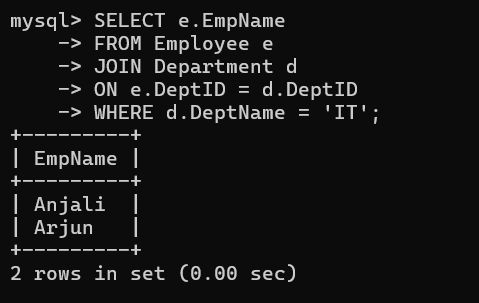 mysql> SELECT e.EmpName
    -> FROM Employee e
    -> JOIN Department d
    -> ON e.DeptID = d.DeptID
    -> WHERE d.DeptName = 'IT';
+---------+
| EmpName |
+---------+
| Anjali  |
| Arjun   |
+---------+
2 rows in set (0.00 sec)